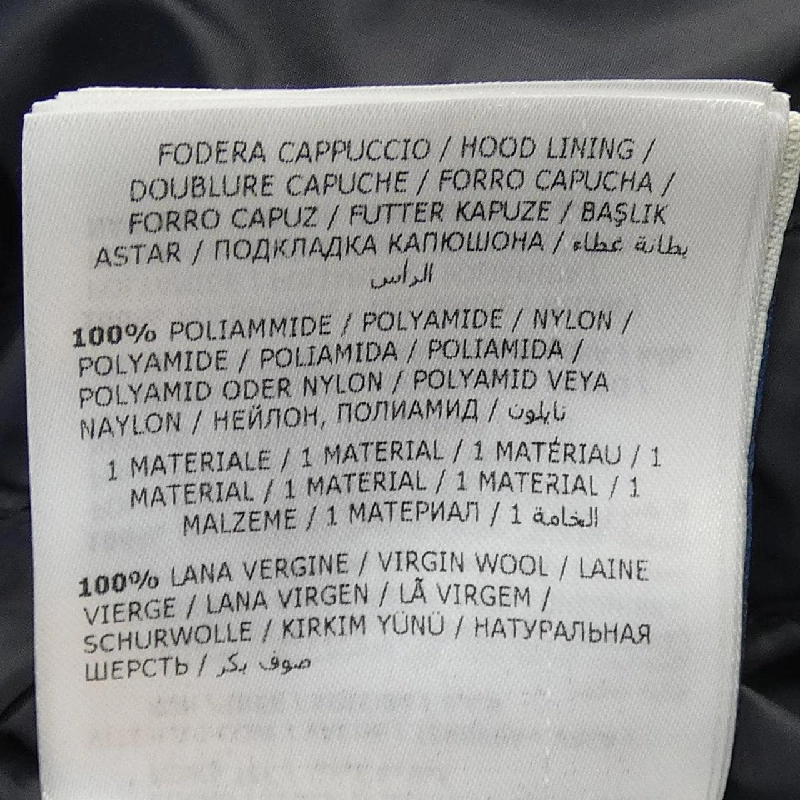 FODERA CAPPUCCIO / HOOD LINING /
DOUBLURE CAPUCHE / FORRO CAPUCHA /
FORRO CAPUZ / FUTTER KAPUZE / BAŞLIK
ASTAR / ПОДКЛАДКА КАПЮШОНА / بطانة غطاء
الراس
100% POLIAMMIDE / POLYAMIDE / NYLON /
POLYAMIDE / POLIAMIDA / POLIAMIDA /
POLYAMID ODER NYLON / POLYAMID VEYA
NAYLON / НЕЙЛОН, ПОЛИАМИД / نايلون
1 MATERIALE / 1 MATERIAL / 1 MATÉRIAU / 1
MATERIAL / 1 MATERIAL / 1 MATERIAL / 1
MALZEME / 1 МАТЕРИАЛ / 1 الخامة
100% LANA VERGINE / VIRGIN WOOL / LAINE
VIERGE / LANA VIRGEN / LÃ VIRGEM /
SCHURWOLLE / KIRKIM YÜNÜ / НАТУРАЛЬНАЯ
ШЕРСТЬ / صوف بكر